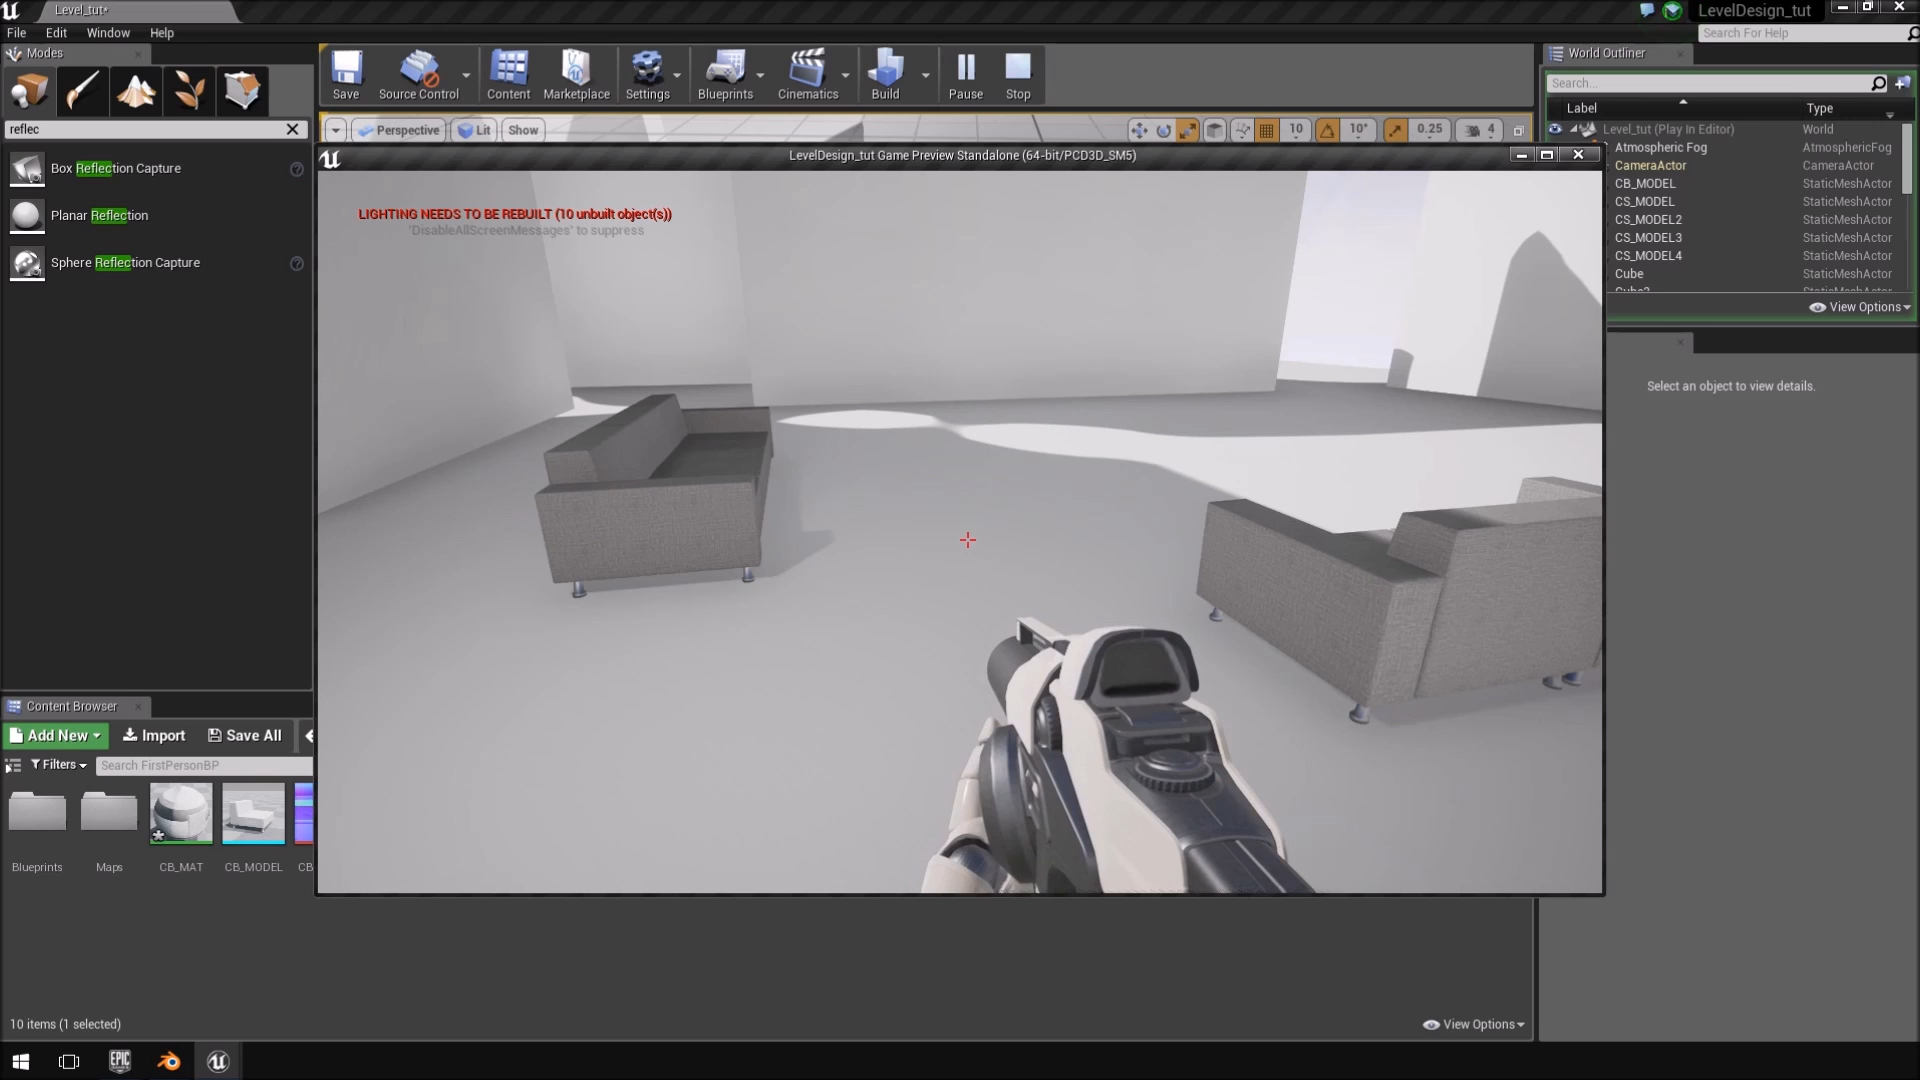 Level_tut*
LevelDesign_tut
File Edit Window Help
Search For Help
Modes
World Outliner
Save Source Control Content Marketplace Settings Blueprints Cinematics Build Pause Stop
Search...
reflec
Perspective Lit Show 10 10° 0.25 4
Label Type
Level_tut (Play In Editor) World
Atmospheric Fog AtmosphericFog
CameraActor CameraActor
CB_MODEL StaticMeshActor
CS_MODEL StaticMeshActor
CS_MODEL2 StaticMeshActor
CS_MODEL3 StaticMeshActor
CS_MODEL4 StaticMeshActor
Cube StaticMeshActor
View Options
Box Reflection Capture
Planar Reflection
Sphere Reflection Capture
LevelDesign_tut Game Preview Standalone (64-bit/PCD3D_SM5)
LIGHTING NEEDS TO BE REBUILT (10 unbuilt object(s))
'DisableAllScreenMessages' to suppress
Select an object to view details.
Content Browser
Add New Import Save All
Filters Search FirstPersonBP
Blueprints Maps CB_MAT CB_MODEL CB
10 items (1 selected)
View Options
EPIC